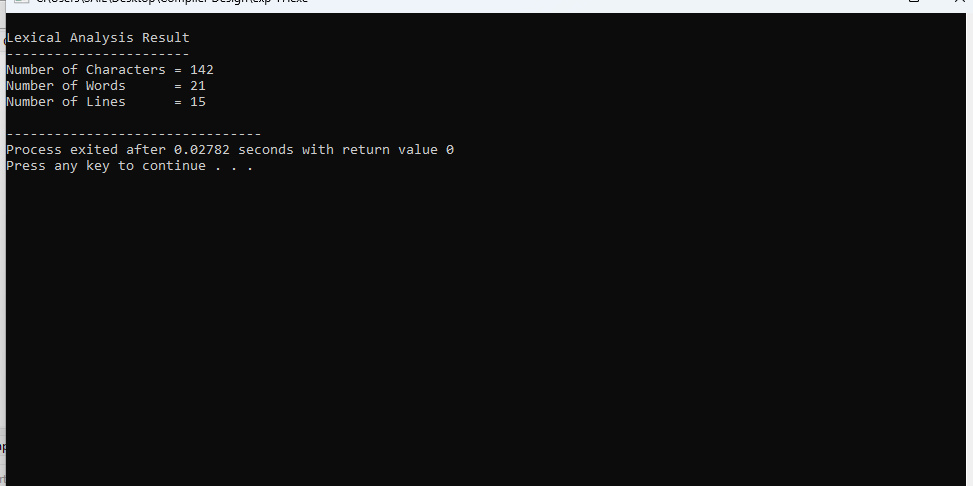 Lexical Analysis Result
-----------------------
Number of Characters = 142
Number of Words      = 21
Number of Lines      = 15
--------------------------------
Process exited after 0.02782 seconds with return value 0
Press any key to continue . . .